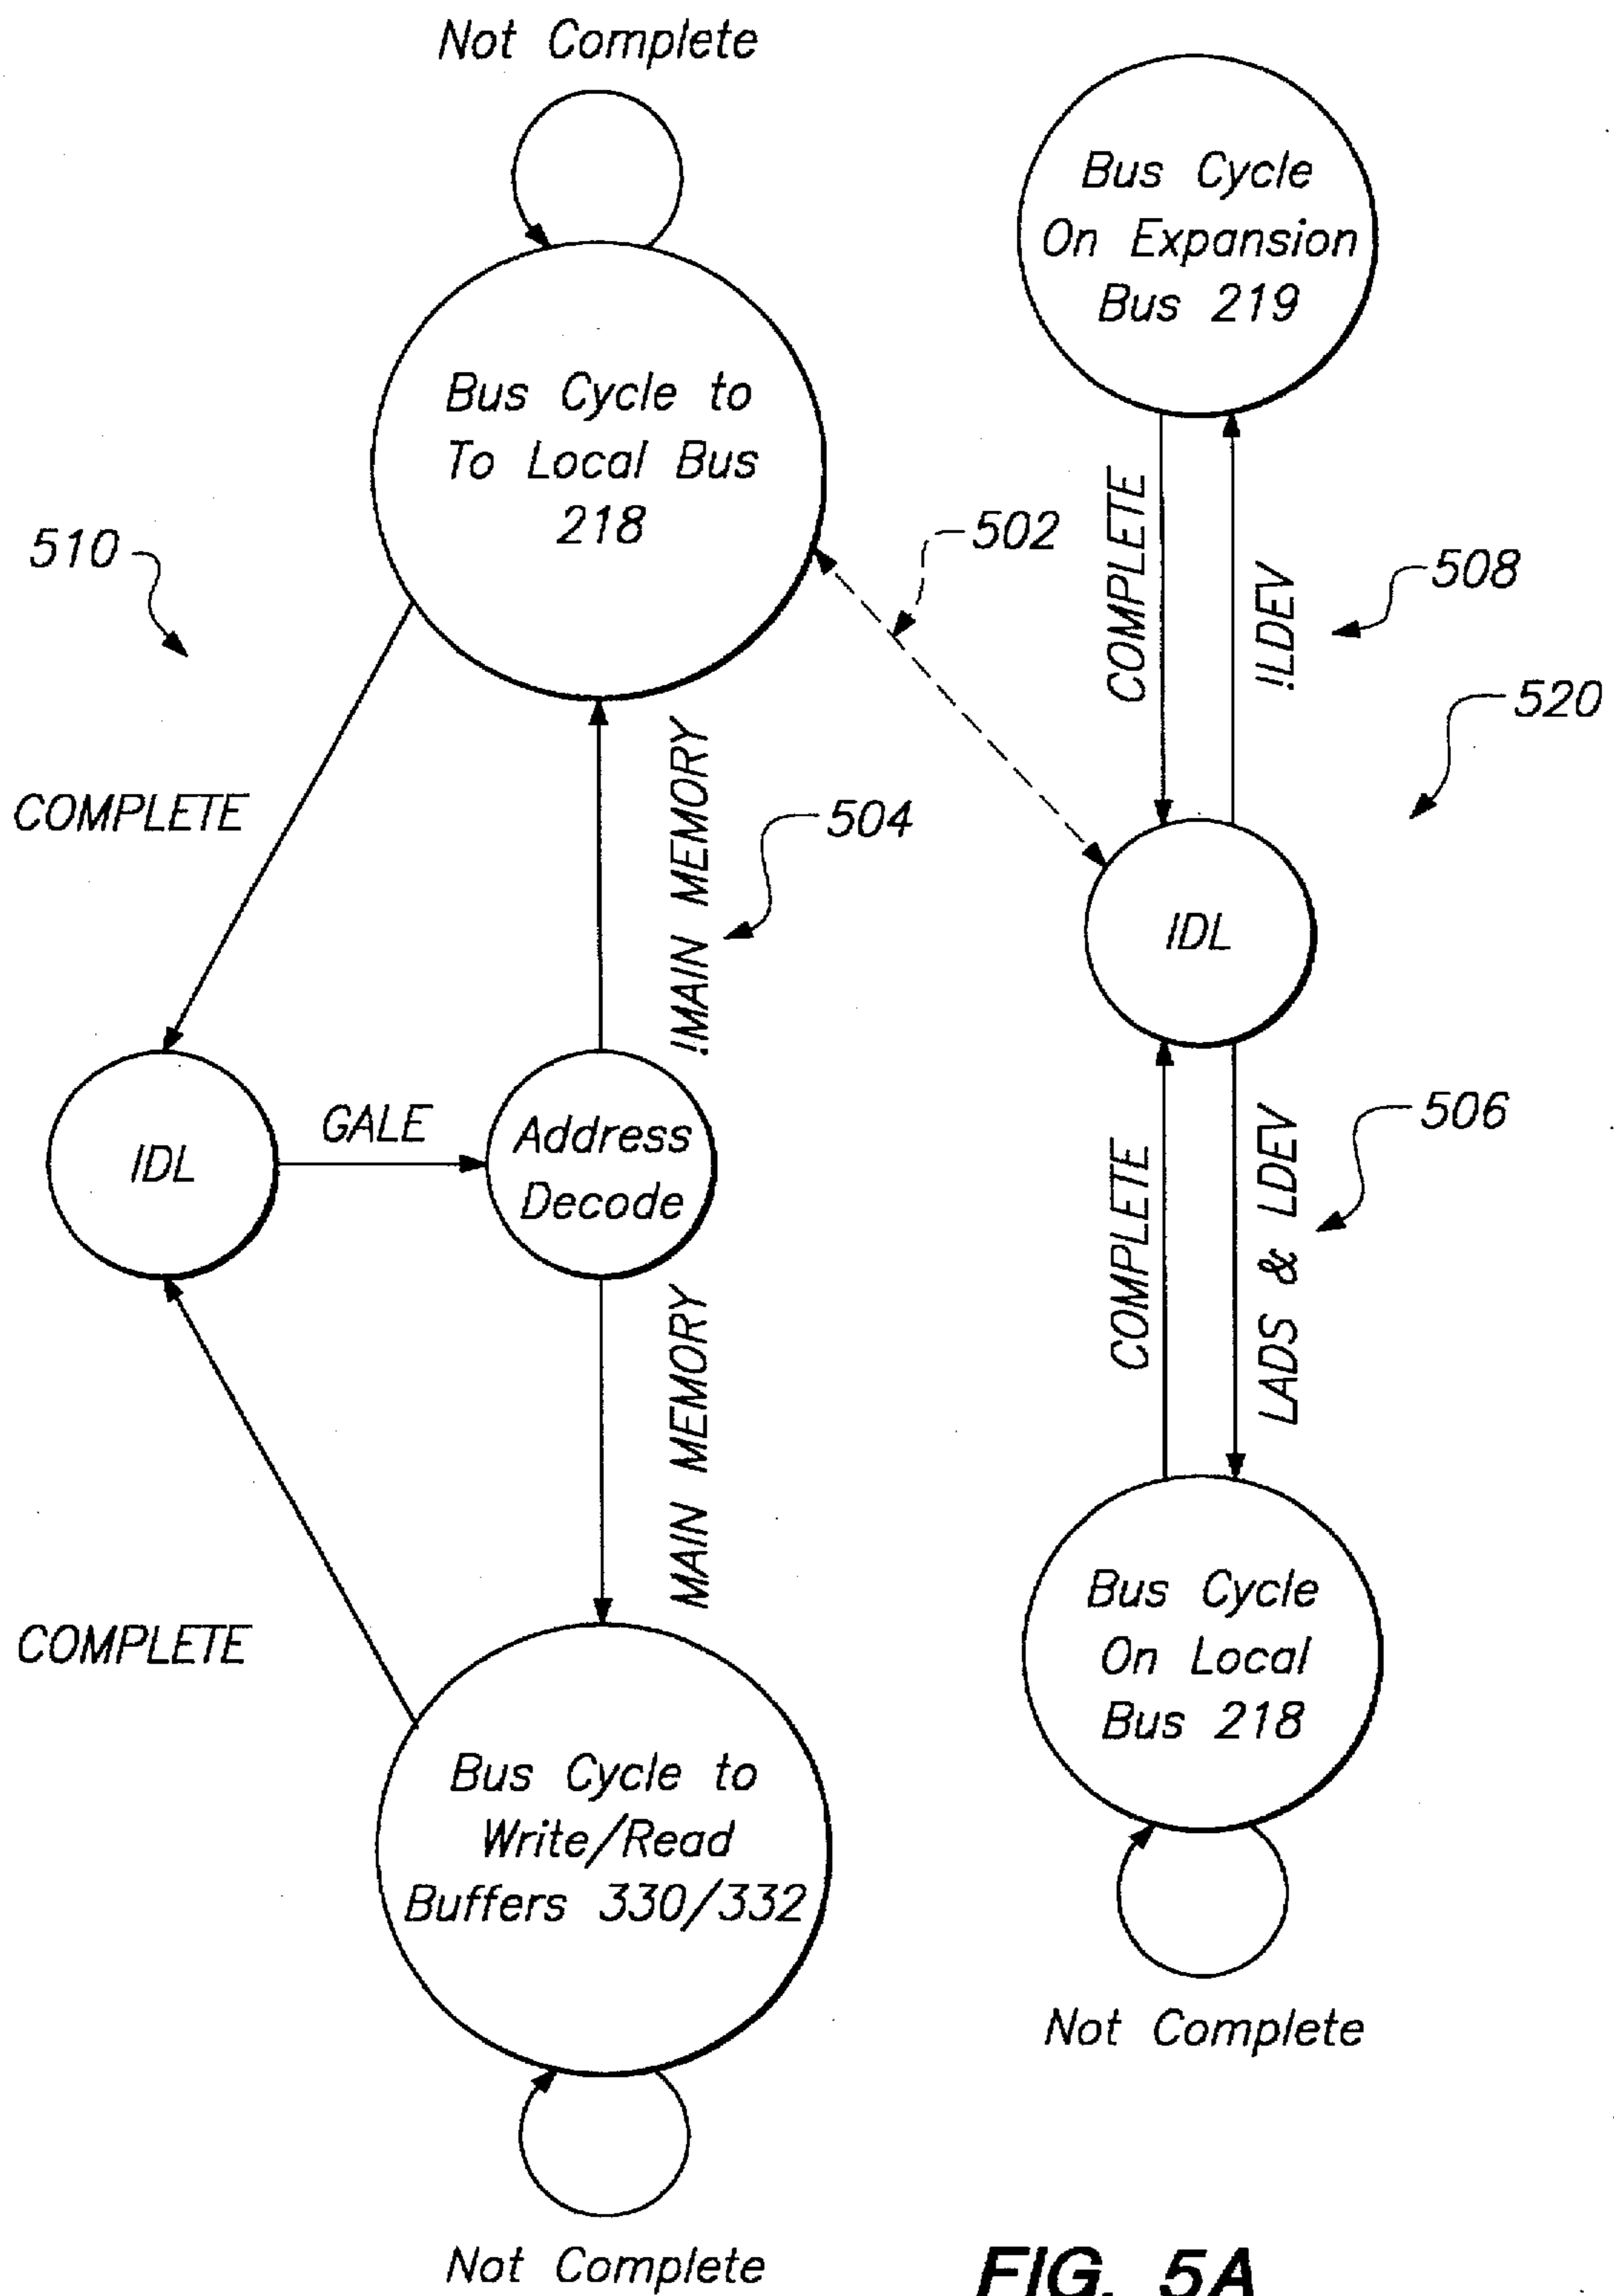 Not Complete
Bus Cycle
On Expansion
Bus 219
Bus Cycle to
To Local Bus
218
510
502
508
520
COMPLETE
!LDEV
COMPLETE
!MAIN MEMORY
504
IDL
IDL
GALE
Address
Decode
506
COMPLETE
LADS & LDEV
MAIN MEMORY
COMPLETE
Bus Cycle
On Local
Bus 218
Bus Cycle to
Write/Read
Buffers 330/332
Not Complete
Not Complete
FIG. 5A